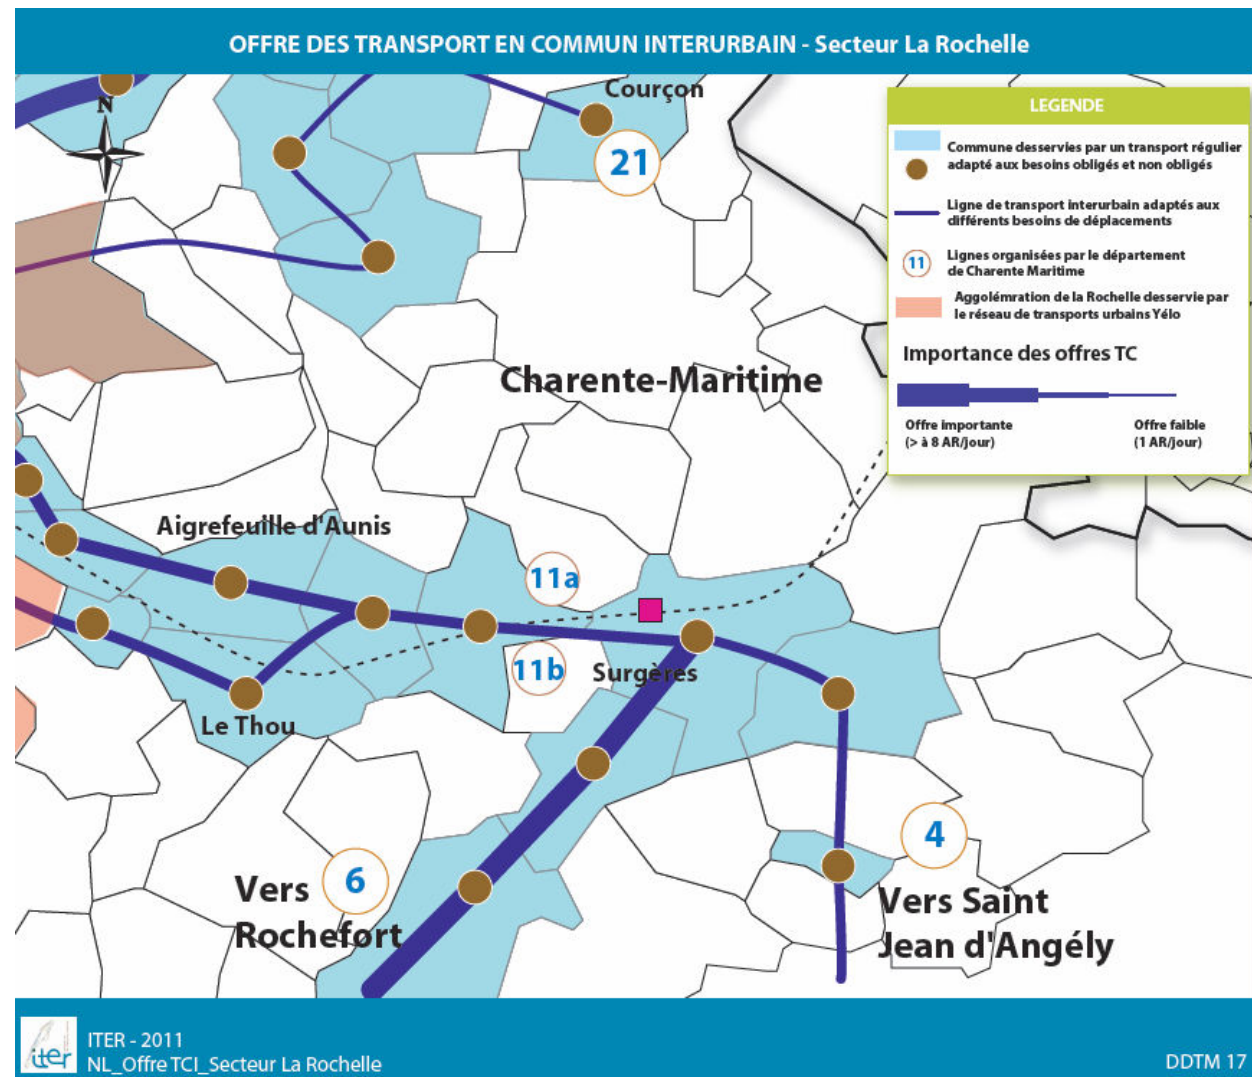 OFFRE DES TRANSPORT EN COMMUN INTERURBAIN - Secteur La Rochelle
N
Courçon
21
LEGENDE
Commune desservies par un transport régulier
adapté aux besoins obligés et non obligés
Ligne de transport interurbain adaptés aux
différents besoins de déplacements
11
Lignes organisées par le département
de Charente Maritime
Aggolémration de la Rochelle desservie par
le réseau de transports urbains Yélo
Importance des offres TC
Offre importante
(> à 8 AR/jour)
Offre faible
(1 AR/jour)
Charente-Maritime
Aigrefeuille d'Aunis
11a
11b
Surgères
Le Thou
4
6
Vers
Rochefort
Vers Saint
Jean d'Angély
iter
ITER - 2011
NL_Offre TCI_Secteur La Rochelle
DDTM 17